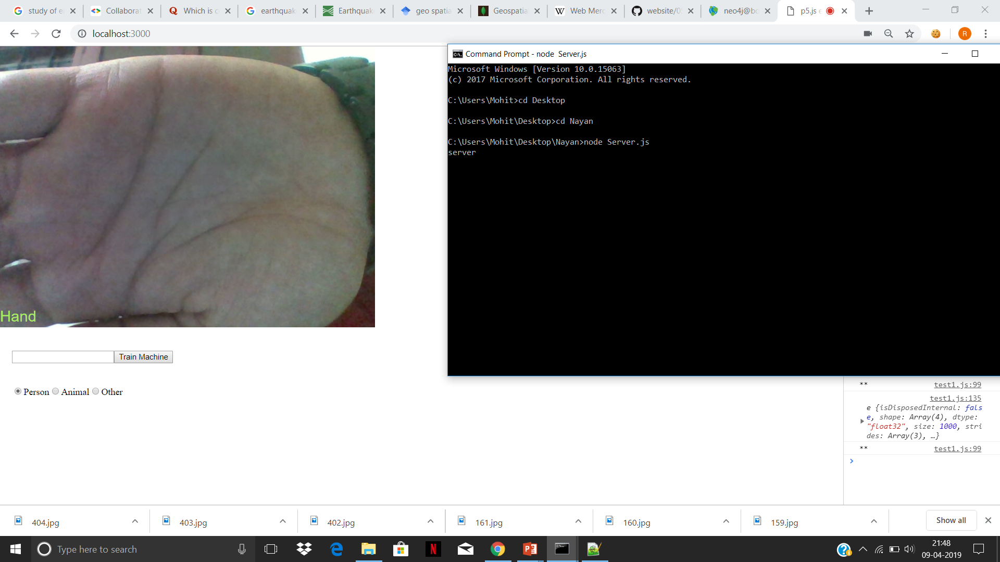 study of e
Collaborat
Which is c
earthquak
Earthquak
geo spatia
Geospatia
Web Merc
website/0
neo4j@bo
p5.js e
localhost:3000
R
Command Prompt - node  Server.js
Microsoft Windows [Version 10.0.15063]
(c) 2017 Microsoft Corporation. All rights reserved.
C:\Users\Mohit>cd Desktop
C:\Users\Mohit\Desktop>cd Nayan
C:\Users\Mohit\Desktop\Nayan>node Server.js
server
Hand
Train Machine
Person Animal Other
** test1.js:99
test1.js:135
e {isDisposedInternal: fals
e, shape: Array(4), dtype:
"float32", size: 1000, stri
des: Array(3), …}
** test1.js:99
404.jpg
403.jpg
402.jpg
161.jpg
160.jpg
159.jpg
Show all
Type here to search
21:48
09-04-2019